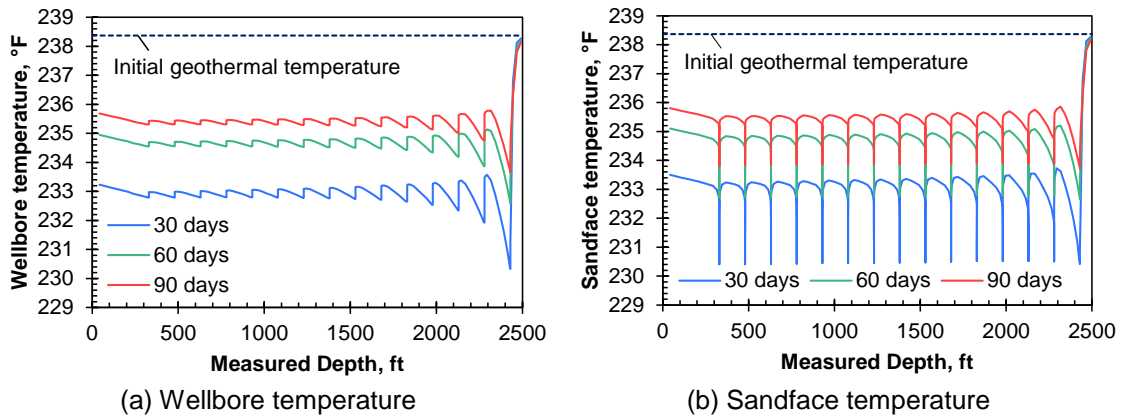 239
238
237
236
235
234
233
232
231
230
229
0 500 1000 1500 2000 2500
Wellbore temperature, °F
Measured Depth, ft
Initial geothermal temperature
30 days
60 days
90 days
(a) Wellbore temperature
239
238
237
236
235
234
233
232
231
230
229
0 500 1000 1500 2000 2500
Sandface temperature, °F
Measured Depth, ft
Initial geothermal temperature
30 days 60 days 90 days
(b) Sandface temperature